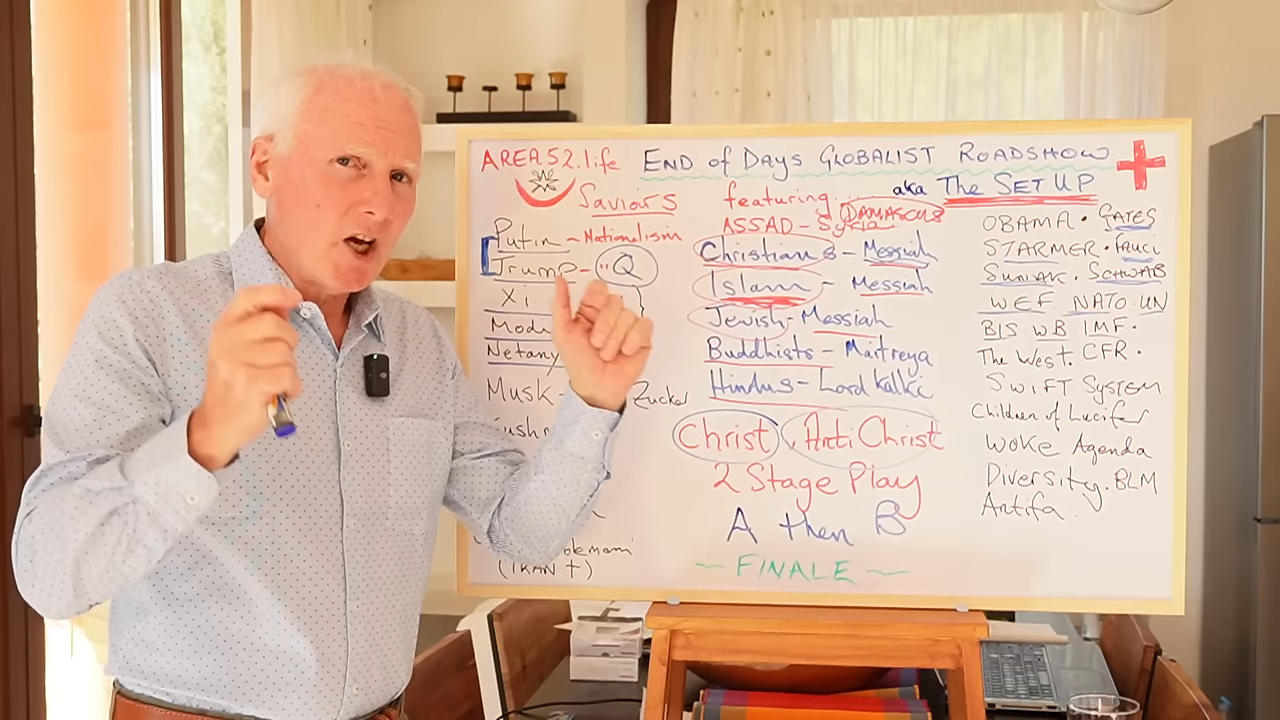 AREA52.life END OF DAYS GLOBALIST ROADSHOW
aka THE SET UP
Saviours
featuring
ASSAD - Syria DAMASCUS
Putin - Nationalism
Trump - "Q
Xi
Modi
Netany
Musk - Zucker
Christians - Messiah
Islam - Messiah
Jewish - Messiah
Buddhists - Maitreya
Hindus - Lord Kalki
Christ, AntiChrist
2 Stage Play
A then B
~ FINALE ~
(IRAN †)
OBAMA. GATES
STARMER. FAUCI
SUNAK. SCHWAB
WEF NATO. UN
BIS WB IMF.
The West. CFR.
SWIFT SYSTEM
Children of Lucifer
WOKE Agenda
Diversity. BLM
Antifa.